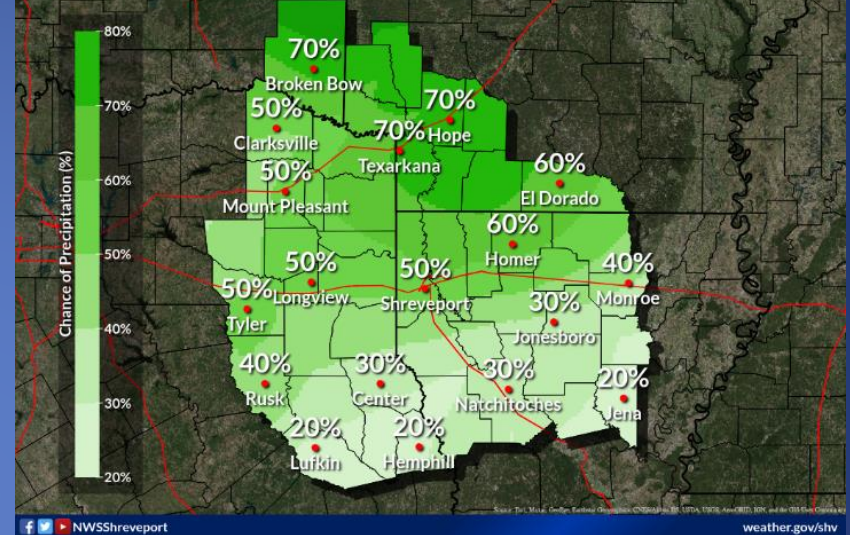 Chance of Precipitation (%)
80%
70%
60%
50%
40%
30%
20%
70%
Broken Bow
50%
Clarksville
70%
Hope
70%
Texarkana
50%
Mount Pleasant
60%
El Dorado
60%
Homer
50%
Longview
50%
Shreveport
40%
Monroe
50%
Tyler
30%
Jonesboro
40%
Rusk
30%
Center
30%
Natchitoches
20%
Jena
20%
Lufkin
20%
Hemphill
NWSShreveport
weather.gov/shv